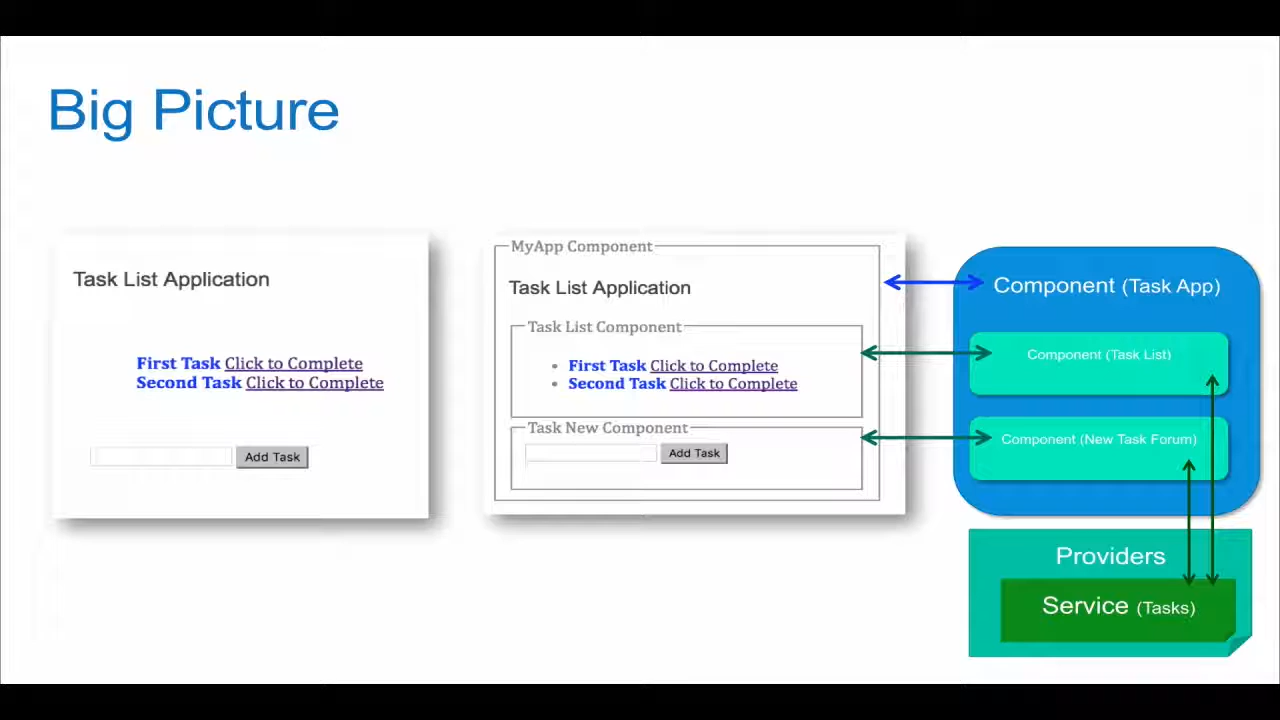 Big Picture
Task List Application
First Task Click to Complete
Second Task Click to Complete
Add Task
MyApp Component
Task List Application
Task List Component
First Task Click to Complete
Second Task Click to Complete
Task New Component
Add Task
Component (Task App)
Component (Task List)
Component (New Task Forum)
Providers
Service (Tasks)